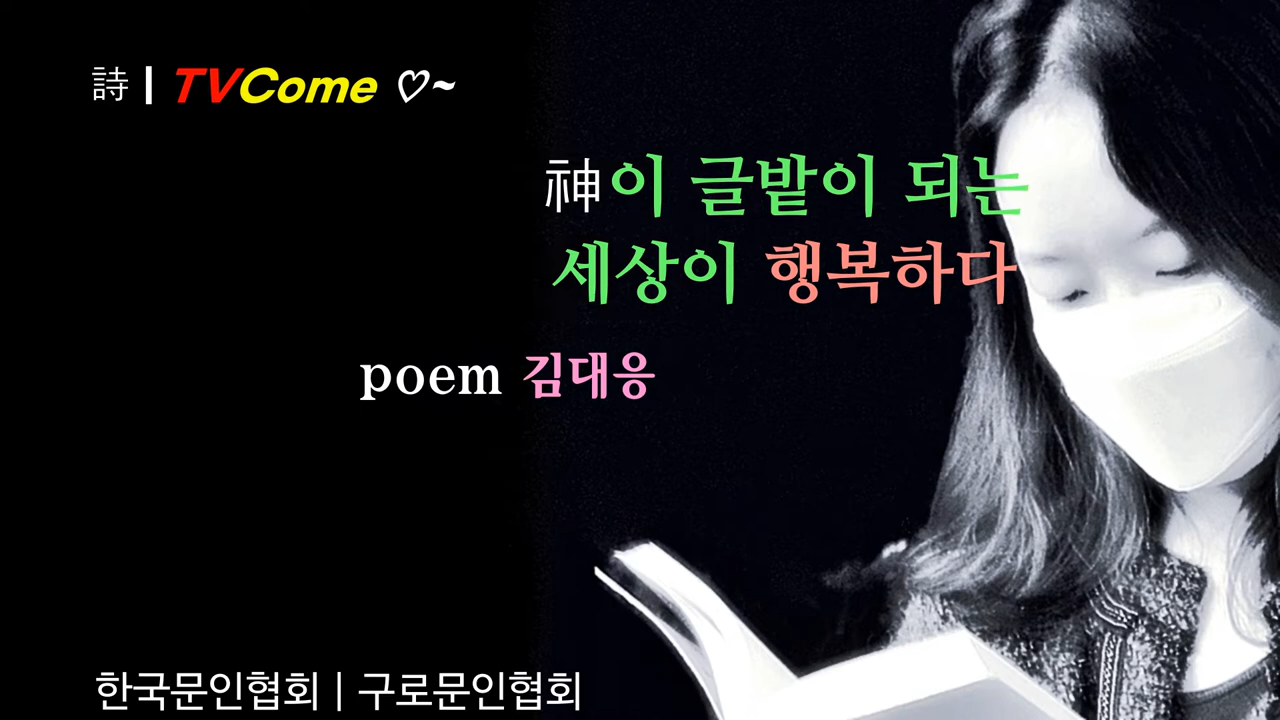 詩 | TVCome ♡~
神이 글밭이 되는
세상이 행복하다
poem 김대응
한국문인협회 | 구로문인협회